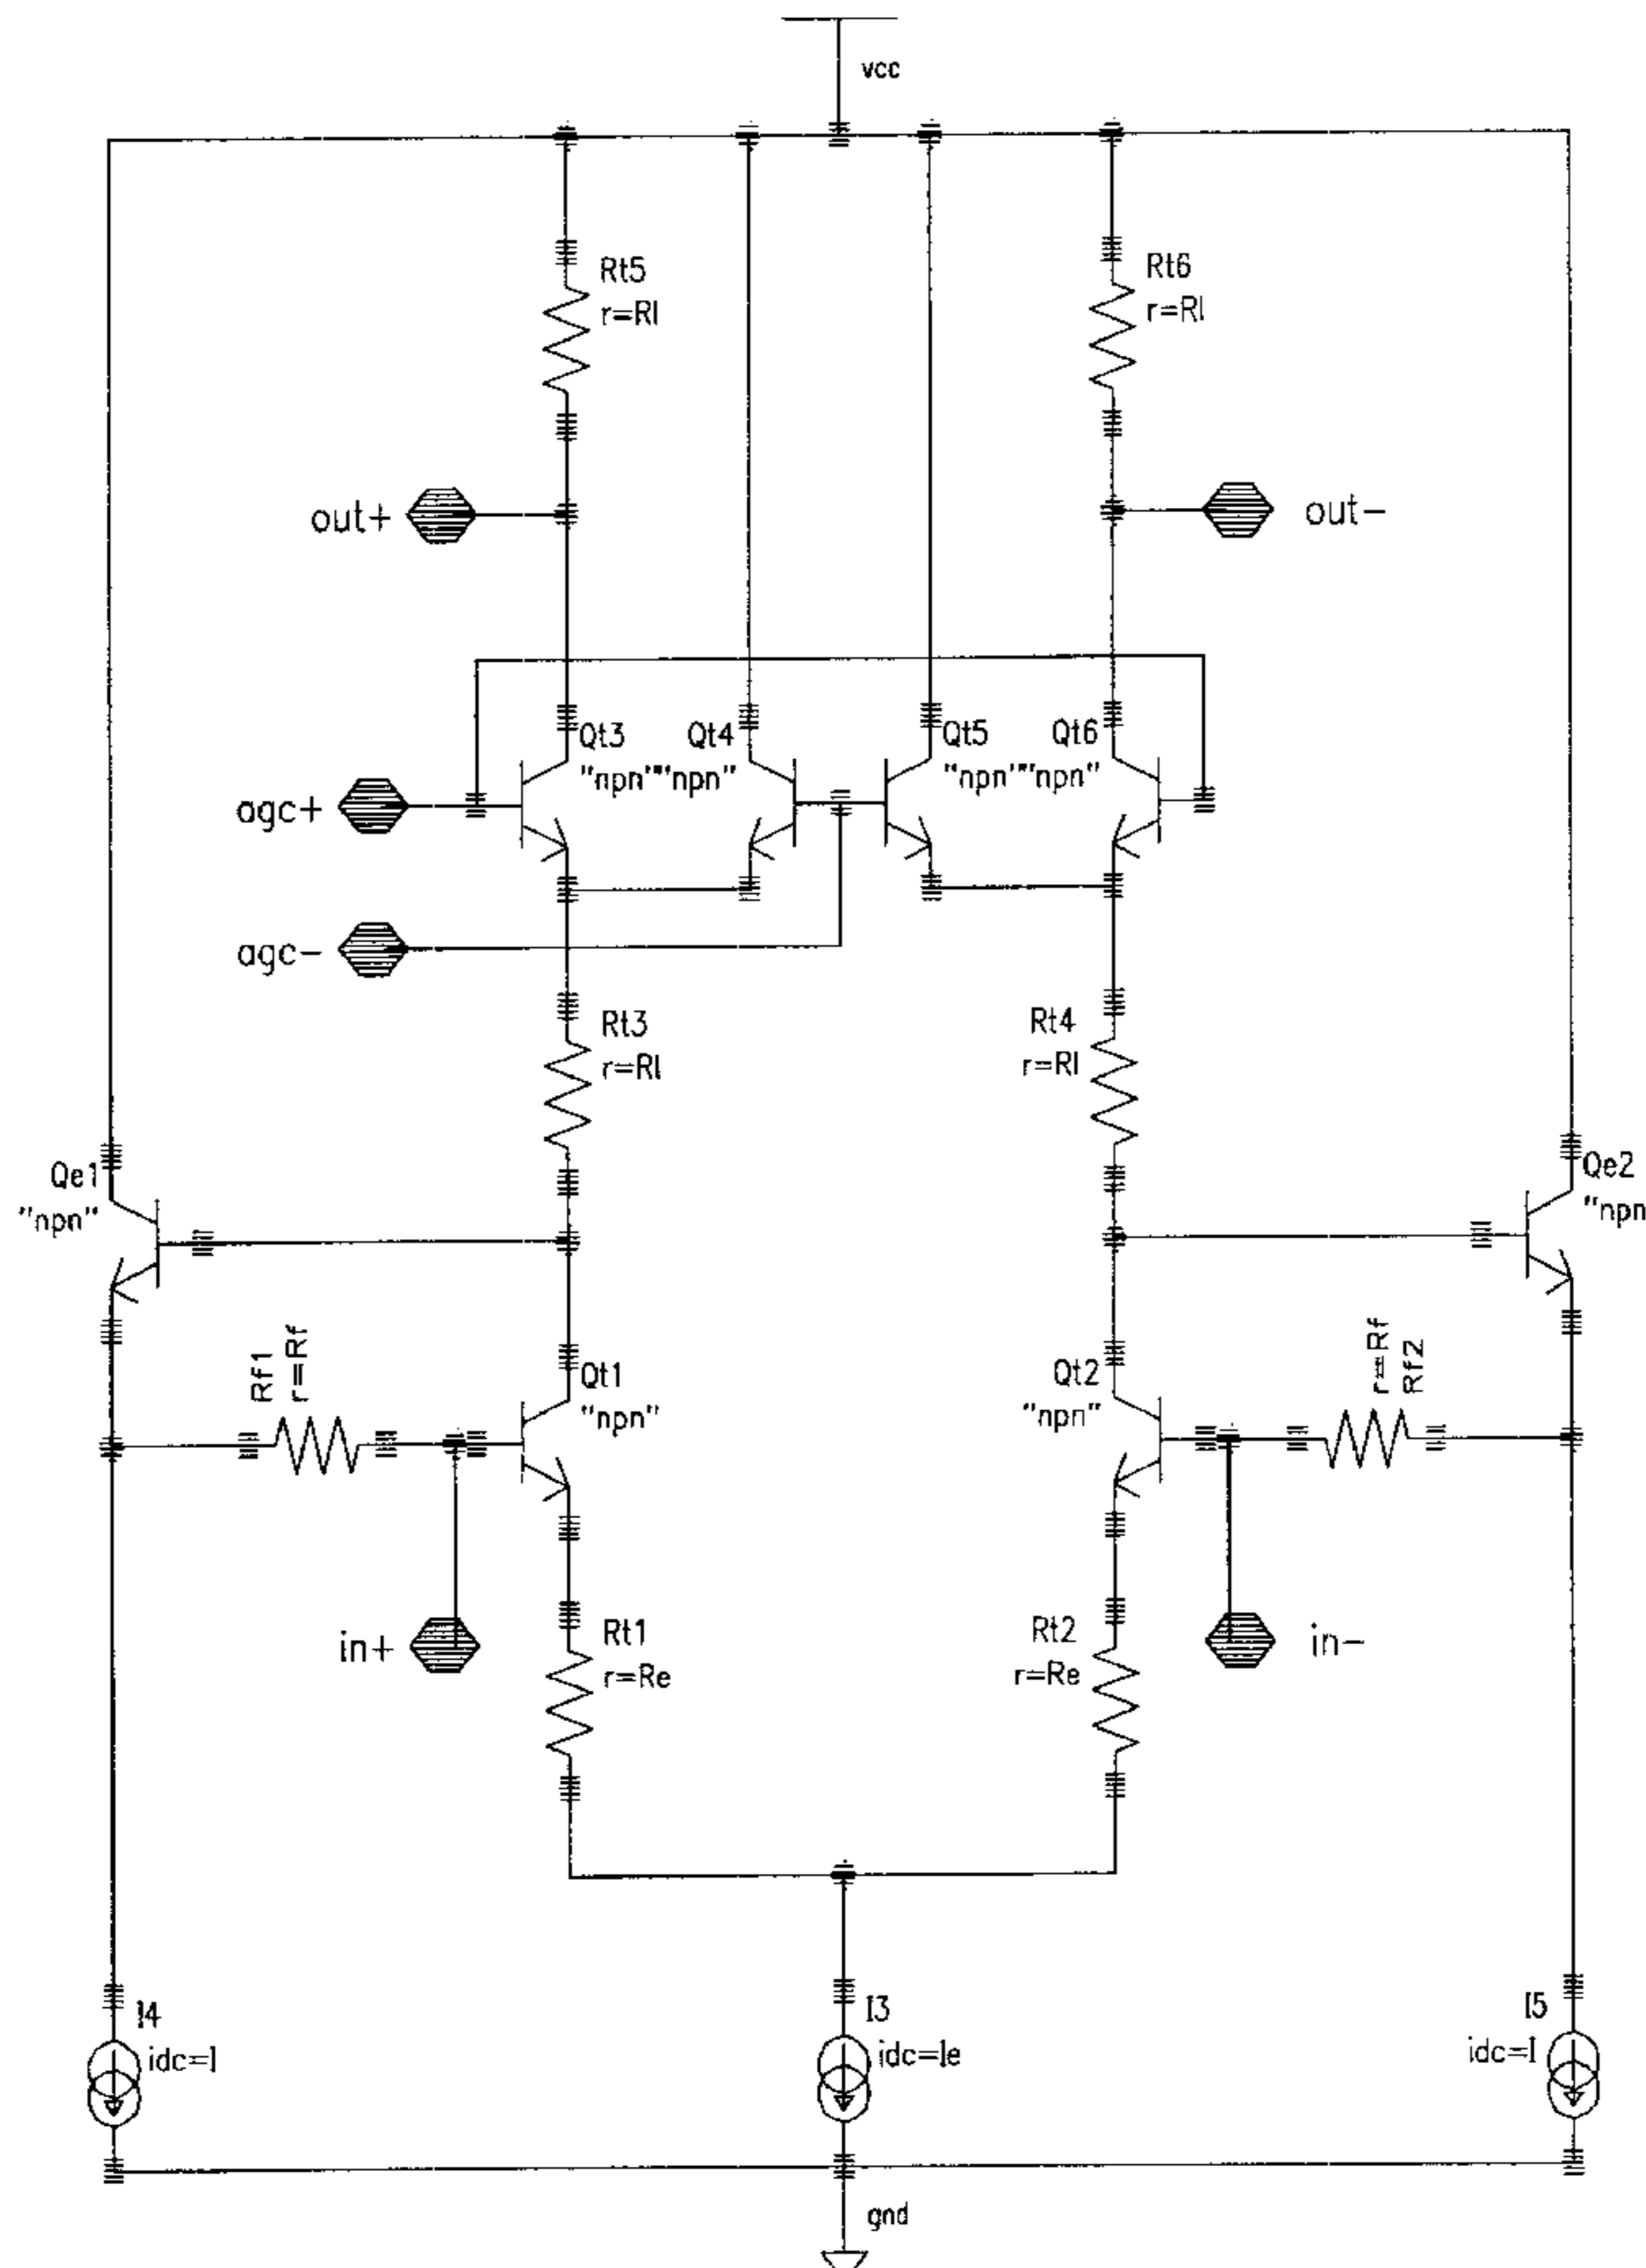 vcc
Rt5
r=Rl
Rt6
r=Rl
out+
out-
Qt3
"npn"
Qt4
"npn"
Qt5
"npn"
Qt6
"npn"
agc+
agc-
Rt3
r=Rl
Rt4
r=Rl
Qe1
"npn"
Qe2
"npn
Rf1
r=Rf
Qt1
"npn"
Qt2
"npn"
r=Rf
Rf2
in+
Rt1
r=Re
Rt2
r=Re
in-
I4
idc=I
I3
idc=Ie
I5
idc=I
gnd